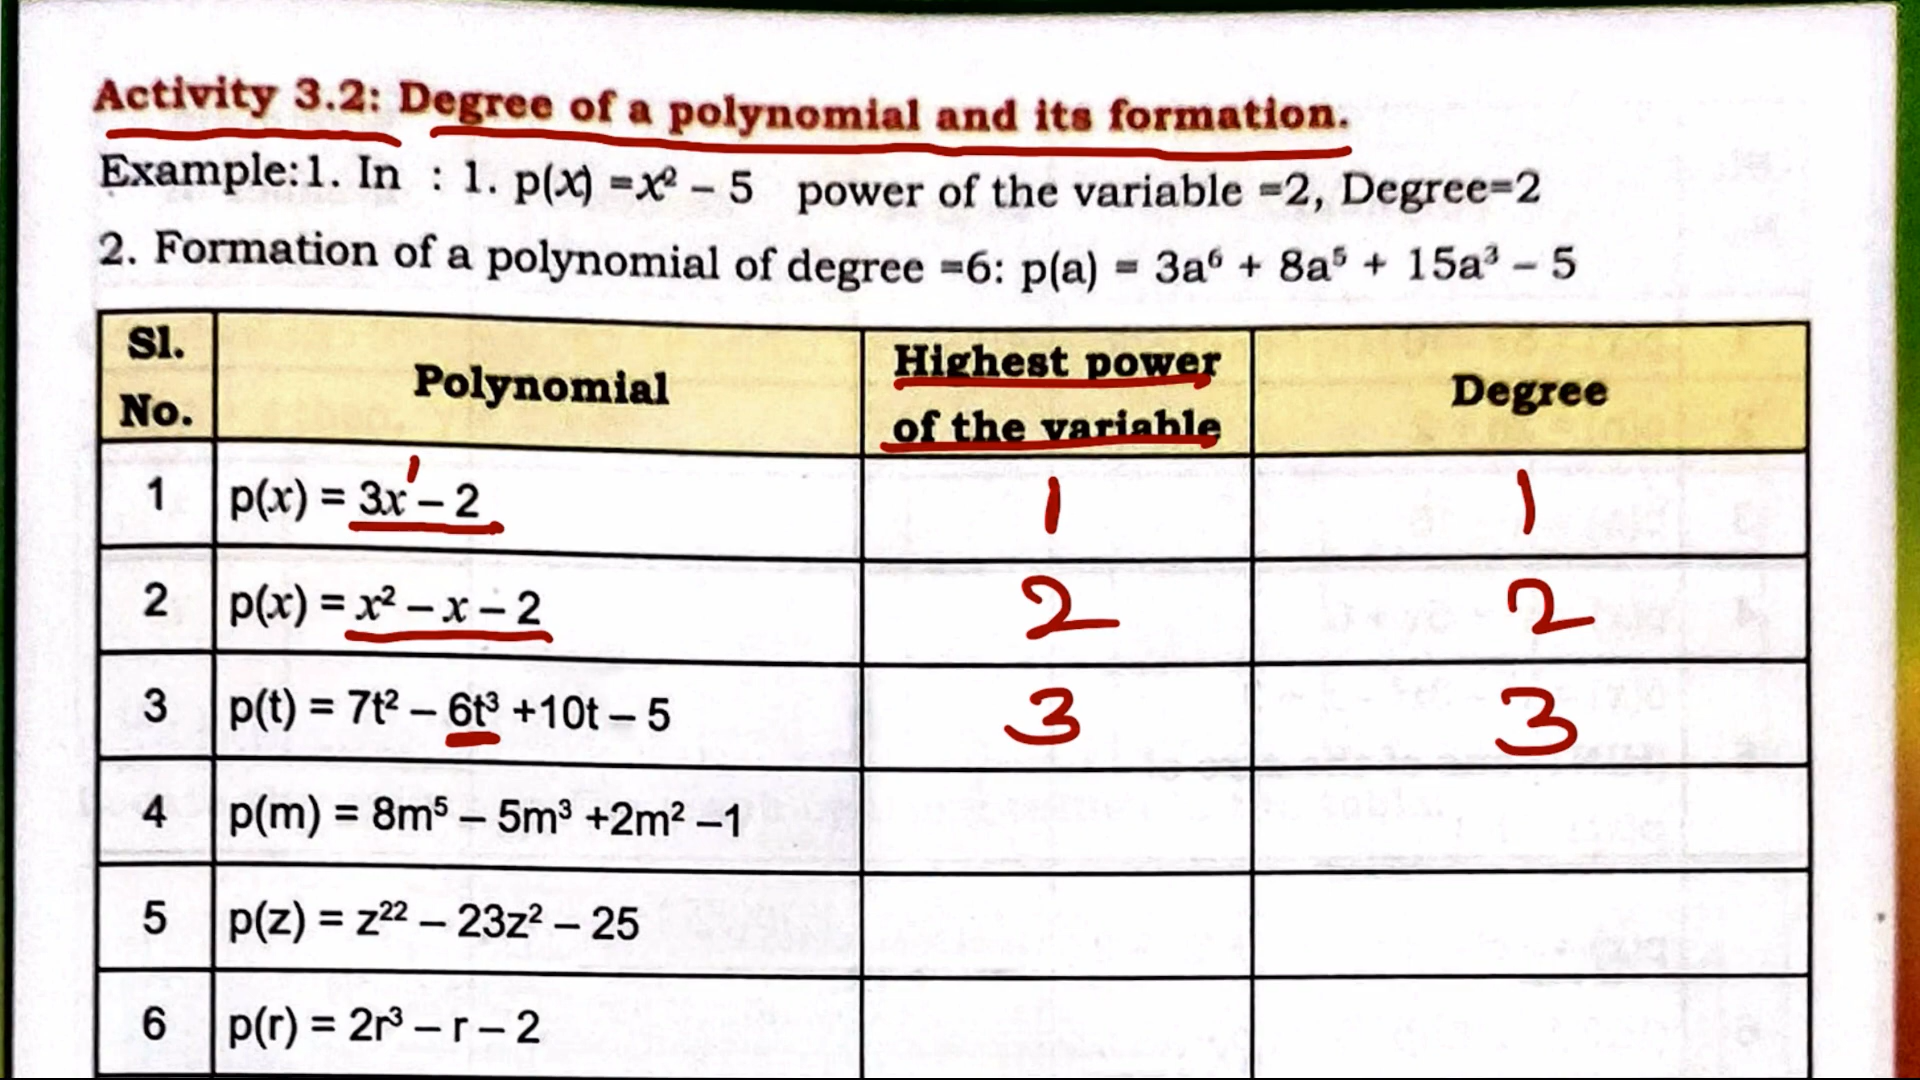 Activity 3.2: Degree of a polynomial and its formation.
Example:1. In : 1. p(x) =x² – 5 power of the variable =2, Degree=2
2. Formation of a polynomial of degree =6: p(a) = 3a⁶ + 8a⁵ + 15a³ – 5
Sl. No. Polynomial Highest power of the variable Degree
1 p(x) = 3x¹ – 2 1 1
2 p(x) = x² – x – 2 2 2
3 p(t) = 7t² – 6t³ +10t – 5 3 3
4 p(m) = 8m⁵ – 5m³ +2m² –1
5 p(z) = z²² – 23z² – 25
6 p(r) = 2r³ – r – 2